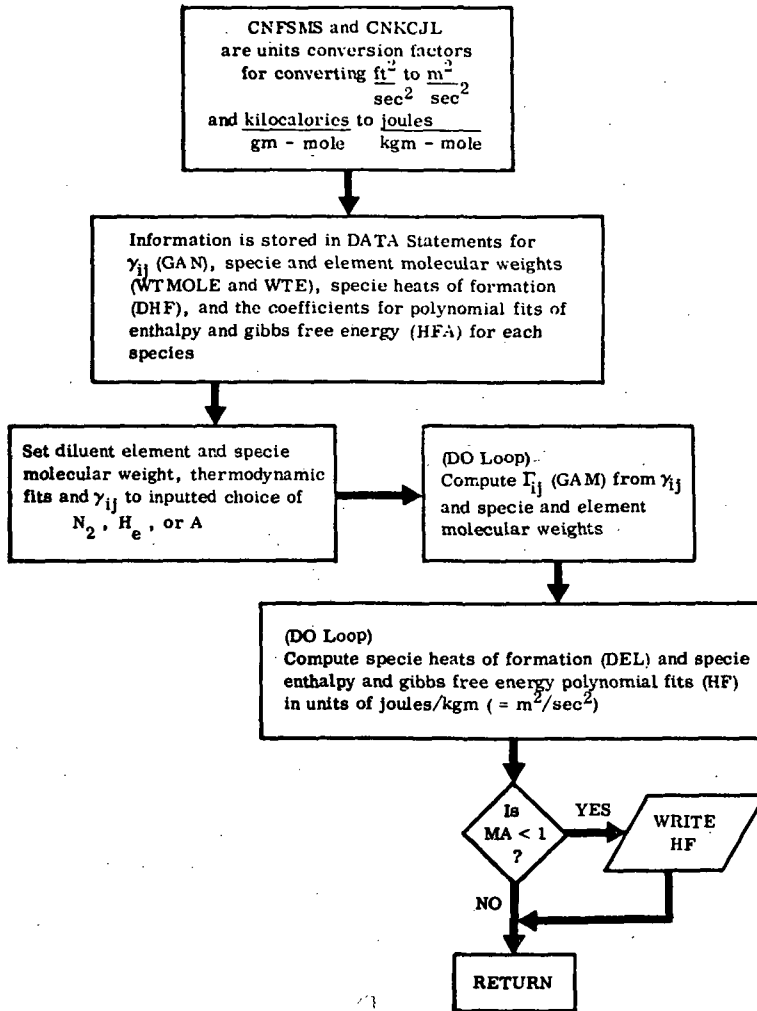 CNFSMS and CNKCJL
are units conversion factors
for converting ft² to m²
sec² sec²
and kilocalories to joules
gm - mole kgm - mole
Information is stored in DATA Statements for
γij (GAN), specie and element molecular weights
(WTMOLE and WTE), specie heats of formation
(DHF), and the coefficients for polynomial fits of
enthalpy and gibbs free energy (HFA) for each
species
Set diluent element and specie
molecular weight, thermodynamic
fits and γij to inputted choice of
N₂ , Hₑ , or A
(DO Loop)
Compute Γij (GAM) from γij
and specie and element
molecular weights
(DO Loop)
Compute specie heats of formation (DEL) and specie
enthalpy and gibbs free energy polynomial fits (HF)
in units of joules/kgm ( = m²/sec²)
Is
MA < 1
?
YES
WRITE
HF
NO
RETURN